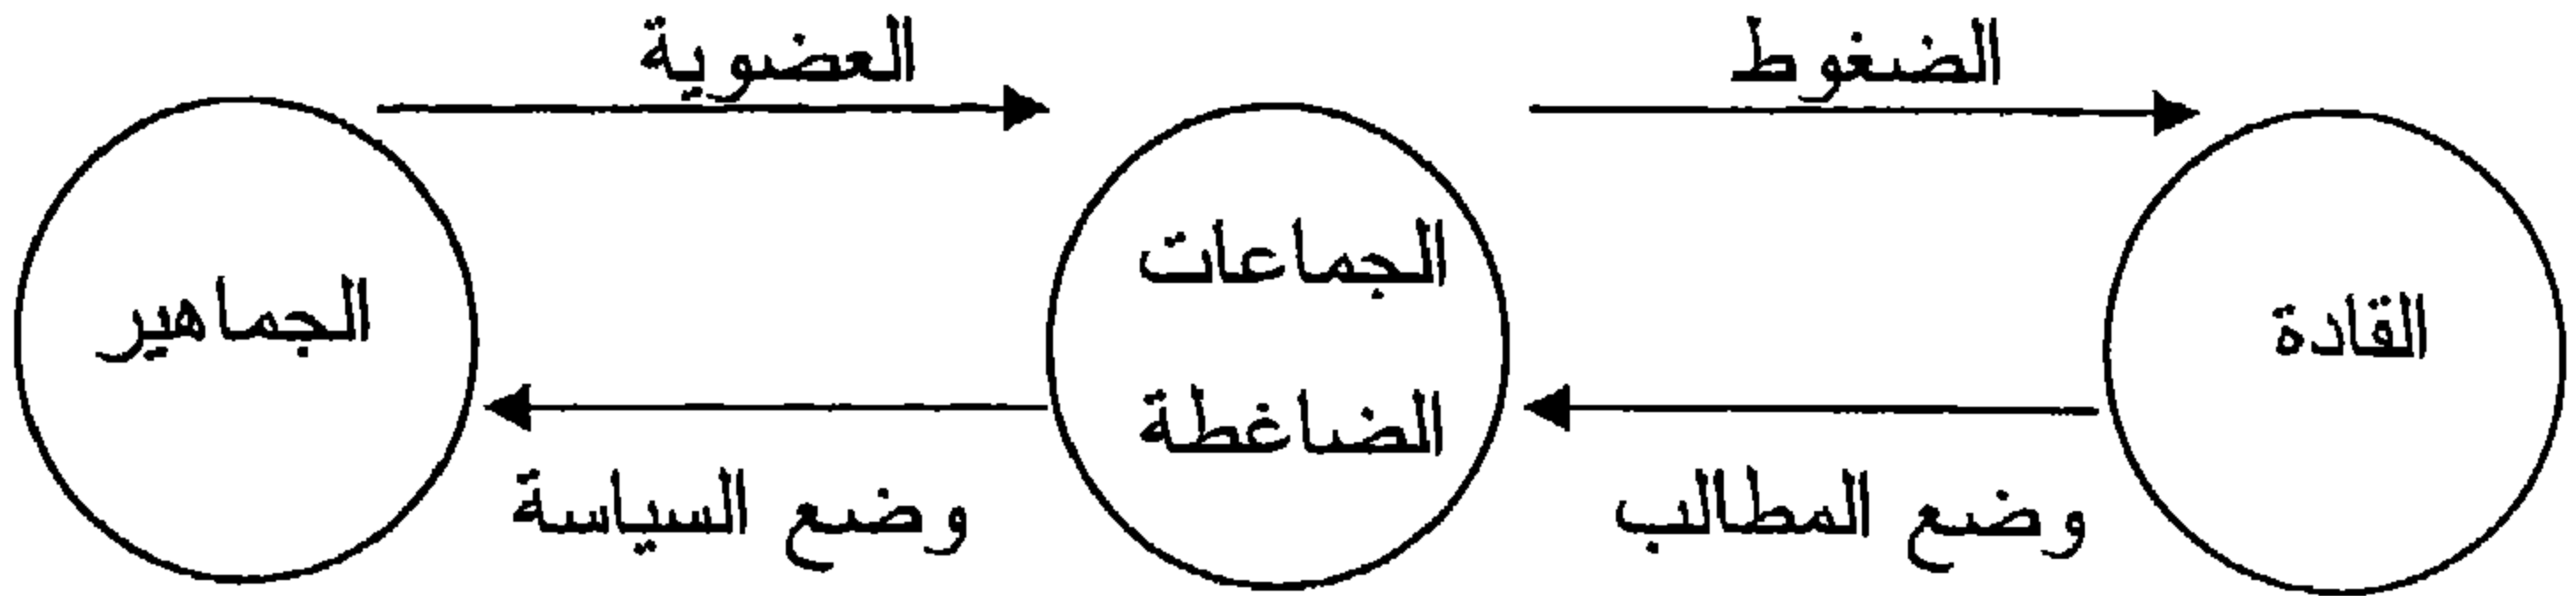 الضغوط
العضوية
القادة
الجماعات
الضاغطة
الجماهير
وضع المطالب
وضع السياسة